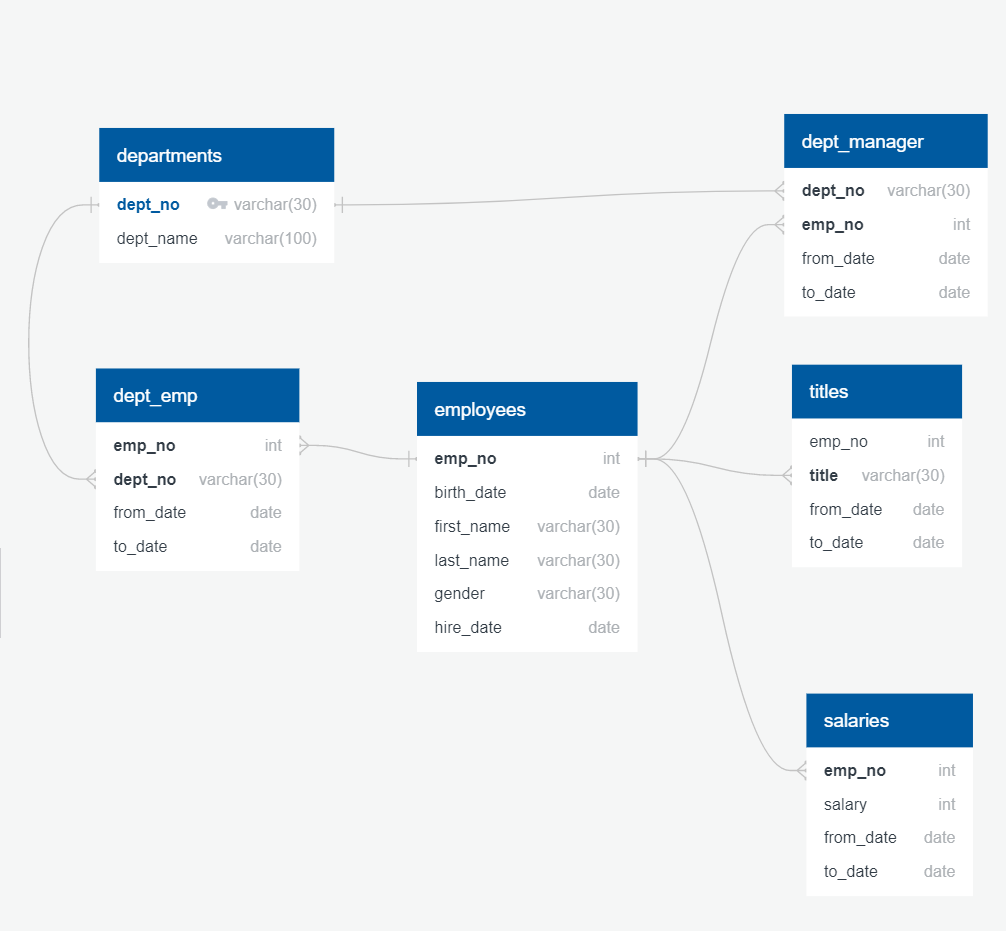 departments
dept_no varchar(30)
dept_name varchar(100)
dept_manager
dept_no varchar(30)
emp_no int
from_date date
to_date date
dept_emp
emp_no int
dept_no varchar(30)
from_date date
to_date date
employees
emp_no int
birth_date date
first_name varchar(30)
last_name varchar(30)
gender varchar(30)
hire_date date
titles
emp_no int
title varchar(30)
from_date date
to_date date
salaries
emp_no int
salary int
from_date date
to_date date